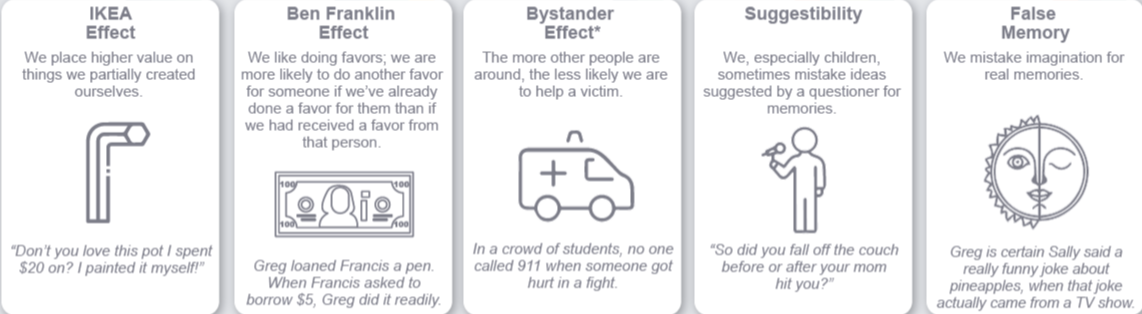 IKEA
Effect
We place higher value on
things we partially created
ourselves.
"Don't you love this pot I spent
$20 on? I painted it myself!"
Ben Franklin
Effect
We like doing favors; we are
more likely to do another favor
for someone if we've already
done a favor for them than if
we had received a favor from
that person.
100 100
100 100
Greg loaned Francis a pen.
When Francis asked to
borrow $5, Greg did it readily.
Bystander
Effect*
The more other people are
around, the less likely we are
to help a victim.
In a crowd of students, no one
called 911 when someone got
hurt in a fight.
Suggestibility
We, especially children,
sometimes mistake ideas
suggested by a questioner for
memories.
"So did you fall off the couch
before or after your mom
hit you?"
False
Memory
We mistake imagination for
real memories.
Greg is certain Sally said a
really funny joke about
pineapples, when that joke
actually came from a TV show.